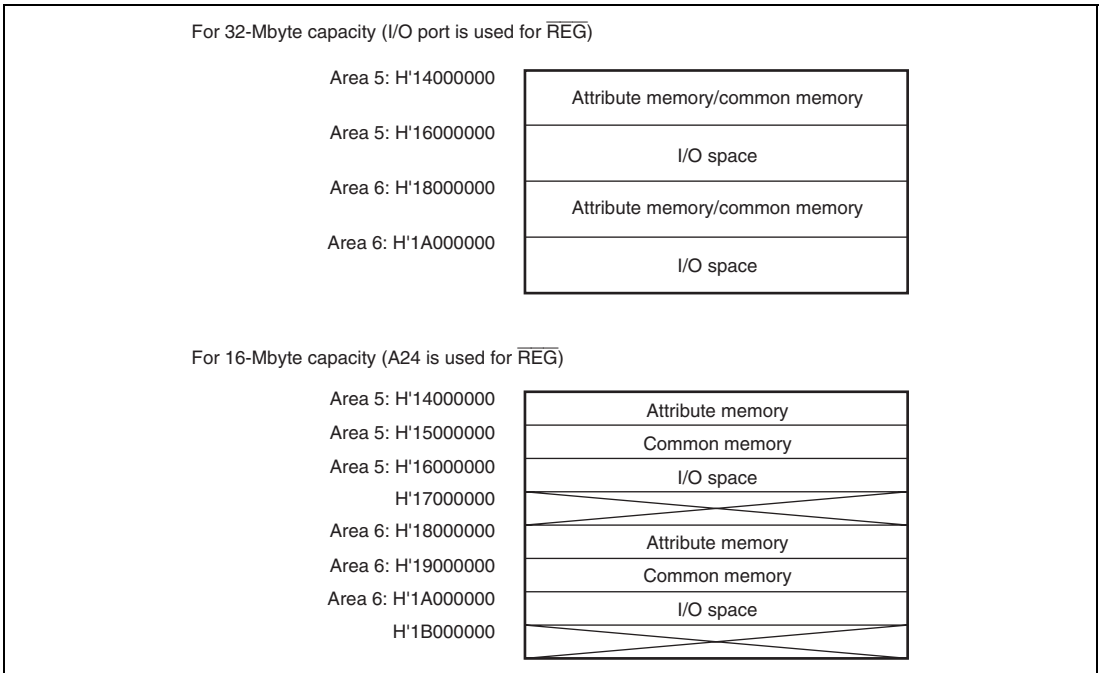 For 32-Mbyte capacity (I/O port is used for R̅E̅G̅)
Area 5: H'14000000
Attribute memory/common memory
Area 5: H'16000000
I/O space
Area 6: H'18000000
Attribute memory/common memory
Area 6: H'1A000000
I/O space
For 16-Mbyte capacity (A24 is used for R̅E̅G̅)
Area 5: H'14000000
Attribute memory
Area 5: H'15000000
Common memory
Area 5: H'16000000
I/O space
H'17000000
Area 6: H'18000000
Attribute memory
Area 6: H'19000000
Common memory
Area 6: H'1A000000
I/O space
H'1B000000